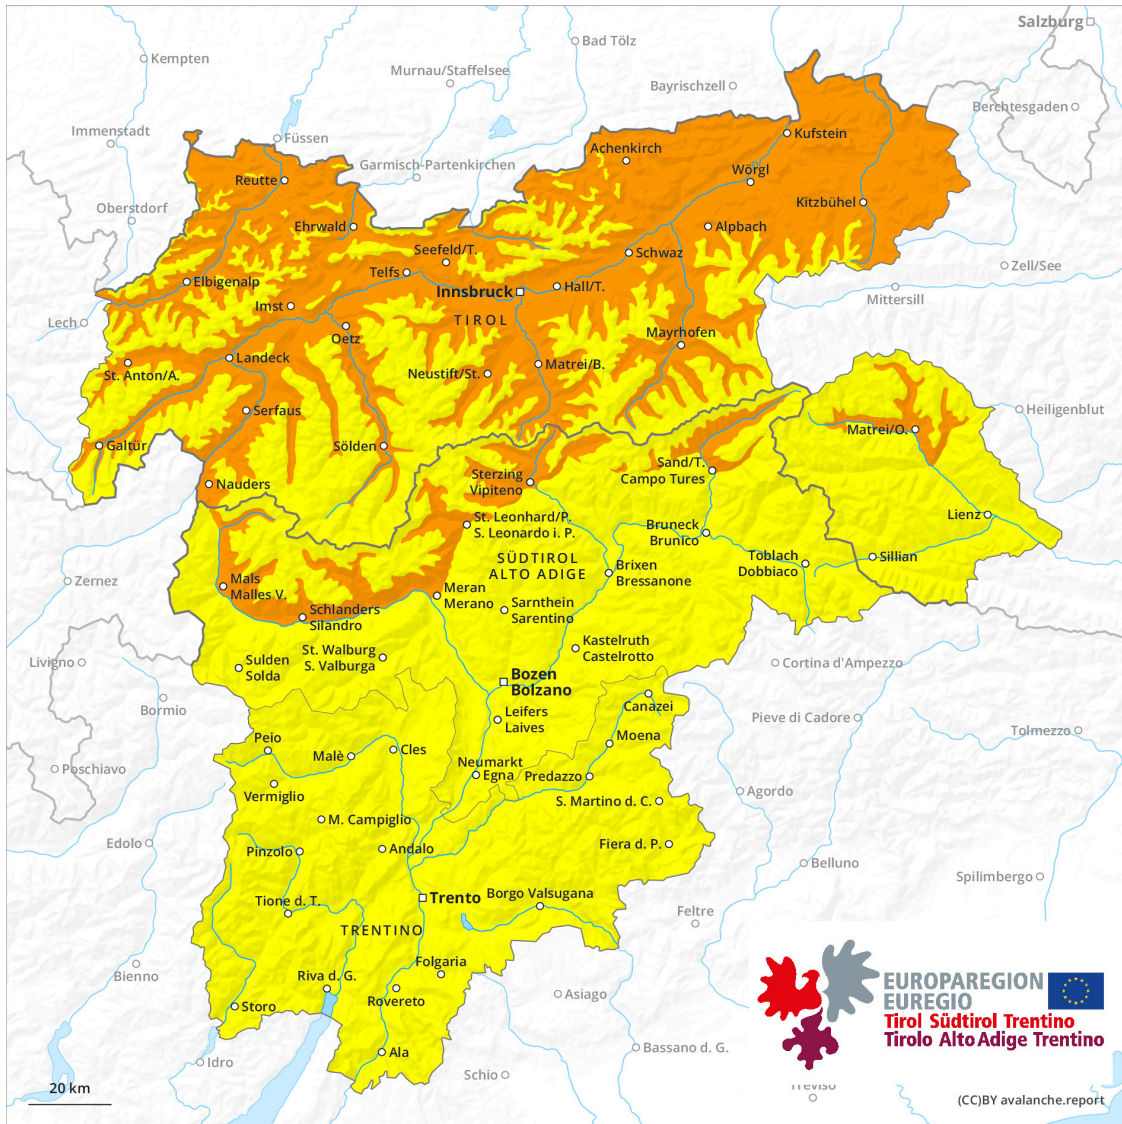 Salzburg
Bad Tölz
Kempten
Murnau/Staffelsee
Bayrischzell
Berchtesgaden
Immenstadt
Füssen
Kufstein
Achenkirch
Garmisch-Partenkirchen
Wörgl
Reutte
Oberstdorf
Kitzbühel
Ehrwald
Alpbach
Seefeld/T.
Schwaz
Telfs
Zell/See
Elbigenalp
Innsbruck
Hall/T.
Mittersill
Imst
TIROL
Lech
Oetz
Mayrhofen
Landeck
Matrei/B.
St. Anton/A.
Neustift/St.
Serfaus
Heiligenblut
Matrei/O.
Galtür
Sölden
Sand/T.
Campo Tures
Sterzing
Vipiteno
Nauders
St. Leonhard/P.
S. Leonardo i. P.
Lienz
Bruneck
Brunico
SÜDTIROL
ALTO ADIGE
Toblach
Dobbiaco
Sillian
Brixen
Bressanone
Zernez
Mals
Malles V.
Meran
Merano
Sarnthein
Sarentino
Schlanders
Silandro
Kastelruth
Castelrotto
St. Walburg
S. Valburga
Livigno
Sulden
Solda
Cortina d'Ampezzo
Bozen
Bolzano
Bormio
Canazei
Leifers
Laives
Pieve di Cadore
Tolmezzo
Peio
Moena
Malè
Cles
Neumarkt
Egna
Predazzo
Poschiavo
Vermiglio
Agordo
S. Martino d. C.
M. Campiglio
Edolo
Pinzolo
Andalo
Fiera d. P.
Belluno
Spilimbergo
Trento
Borgo Valsugana
Tione d. T.
Feltre
TRENTINO
Folgaria
Bienno
Riva d. G.
Rovereto
Asiago
Storo
EUROPAREGION
EUREGIO
Tirol Südtirol Trentino
Tirolo Alto Adige Trentino
Ala
Bassano d. G.
Idro
Schio
Treviso
20 km
(CC)BY avalanche.report